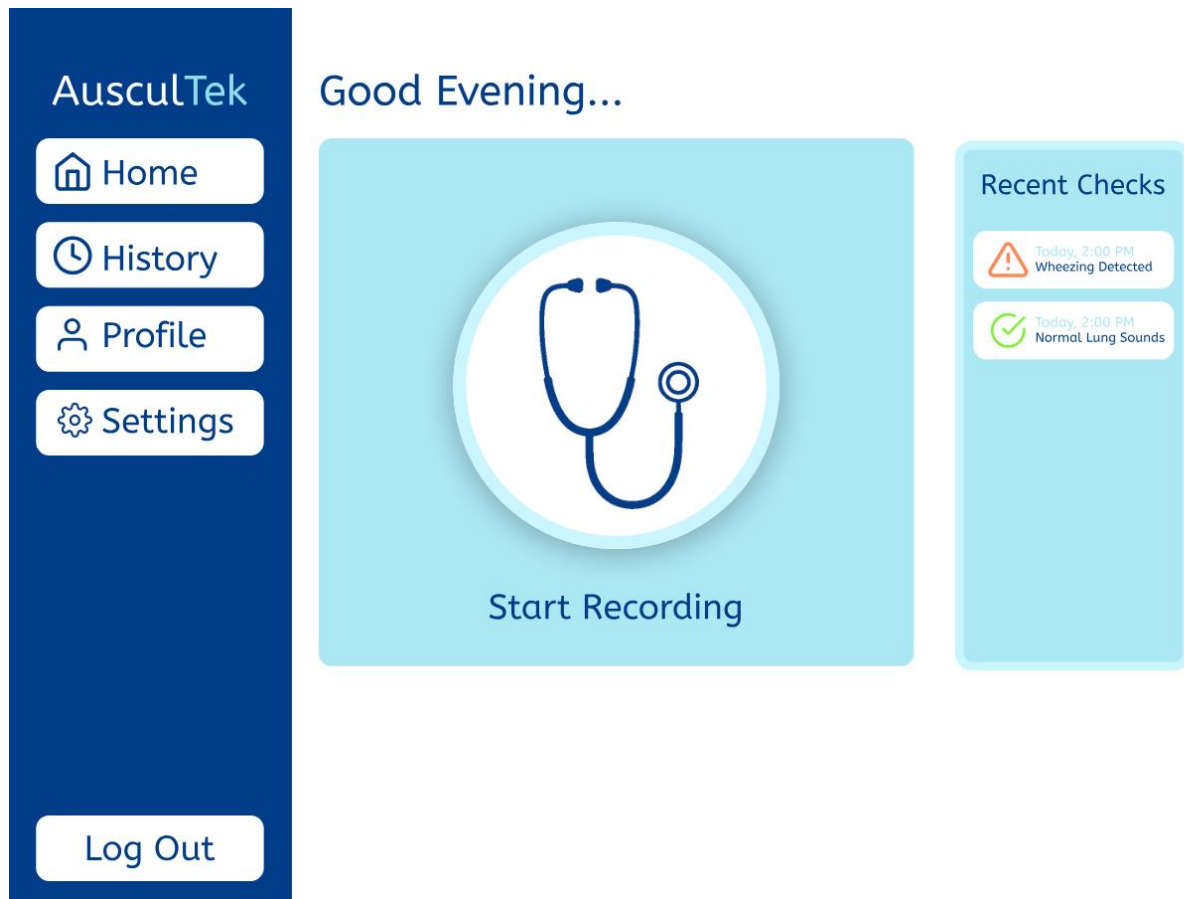 AusculTek
Home
History
Profile
Settings
Log Out
Good Evening...
Start Recording
Recent Checks
Today, 2:00 PM
Wheezing Detected
Today, 2:00 PM
Normal Lung Sounds